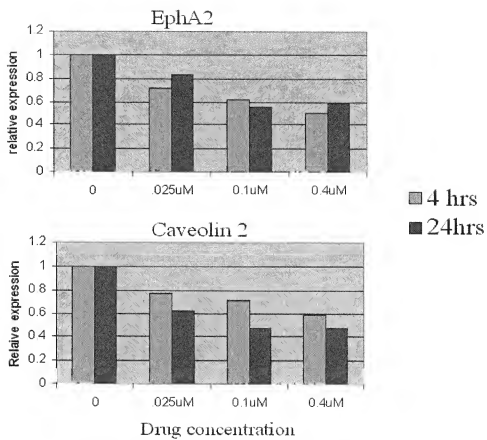 EphA2
1.2
1
0.8
0.6
0.4
0.2
0
relative expression
0 025uM 0.1uM 0.4uM
4 hrs
24hrs
Caveolin 2
1.2
1
0.8
0.6
0.4
0.2
0
Relaive expression
0 025uM 0.1uM 0.4uM
Drug concentration